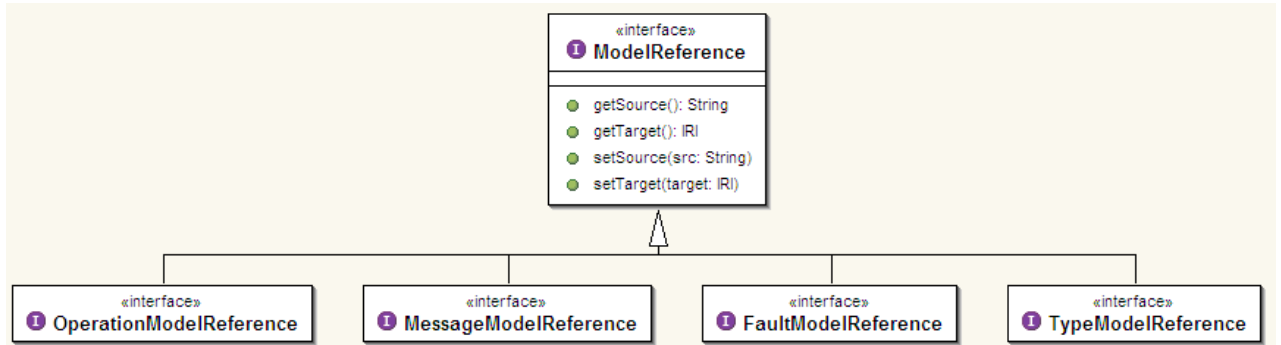 «interface»
I ModelReference
getSource(): String
getTarget(): IRI
setSource(src: String)
setTarget(target: IRI)
«interface»
I OperationModelReference
«interface»
I MessageModelReference
«interface»
I FaultModelReference
«interface»
I TypeModelReference